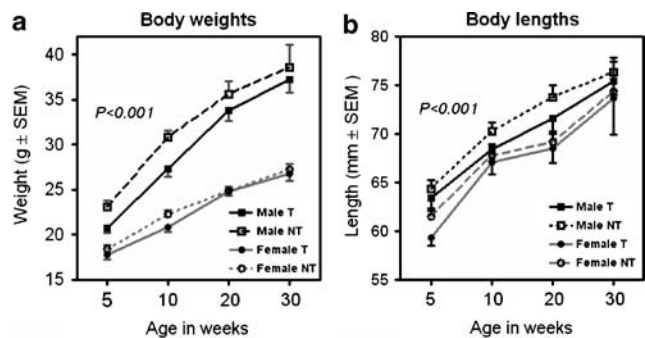 a
Body weights
Weight (g ± SEM)
40
35
30
25
20
15
P<0.001
Male T
Male NT
Female T
Female NT
5 10 20 30
Age in weeks
b
Body lengths
Length (mm ± SEM )
80
75
70
65
60
55
P<0.001
Male T
Male NT
Female T
Female NT
5 10 20 30
Age in weeks